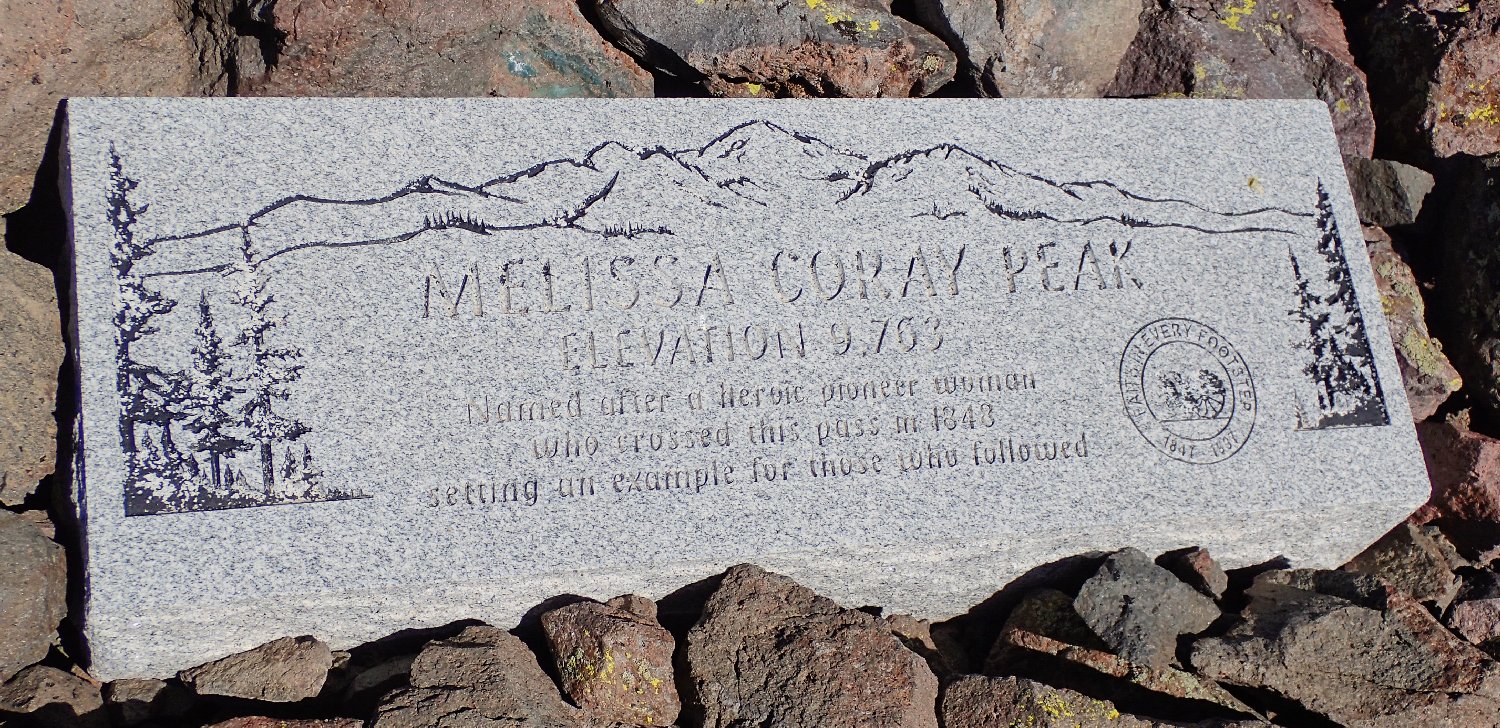 MELISSA CORAY PEAK
ELEVATION 9,763
Named after a heroic pioneer woman
who crossed this pass in 1848
setting an example for those who followed
FAITH IN EVERY FOOTSTEP
1847 1997